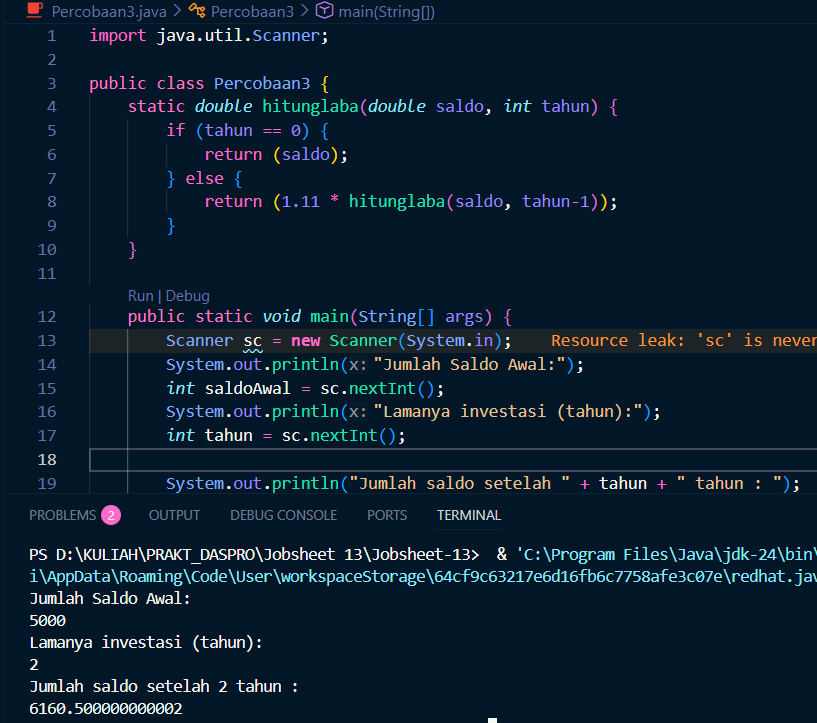 Percobaan3.java > Percobaan3 > main(String[])
1 import java.util.Scanner;
2
3 public class Percobaan3 {
4 static double hitunglaba(double saldo, int tahun) {
5 if (tahun == 0) {
6 return (saldo);
7 } else {
8 return (1.11 * hitunglaba(saldo, tahun-1));
9 }
10 }
11
Run | Debug
12 public static void main(String[] args) {
13 Scanner sc = new Scanner(System.in); Resource leak: 'sc' is never
14 System.out.println(x: "Jumlah Saldo Awal:");
15 int saldoAwal = sc.nextInt();
16 System.out.println(x: "Lamanya investasi (tahun):");
17 int tahun = sc.nextInt();
18
19 System.out.println("Jumlah saldo setelah " + tahun + " tahun : ");
PROBLEMS 2 OUTPUT DEBUG CONSOLE PORTS TERMINAL
PS D:\KULIAH\PRAKT_DASPRO\Jobsheet 13\Jobsheet-13> & 'C:\Program Files\Java\jdk-24\bin\
i\AppData\Roaming\Code\User\workspaceStorage\64cf9c63217e6d16fb6c7758afe3c07e\redhat.jav
Jumlah Saldo Awal:
5000
Lamanya investasi (tahun):
2
Jumlah saldo setelah 2 tahun :
6160.500000000002